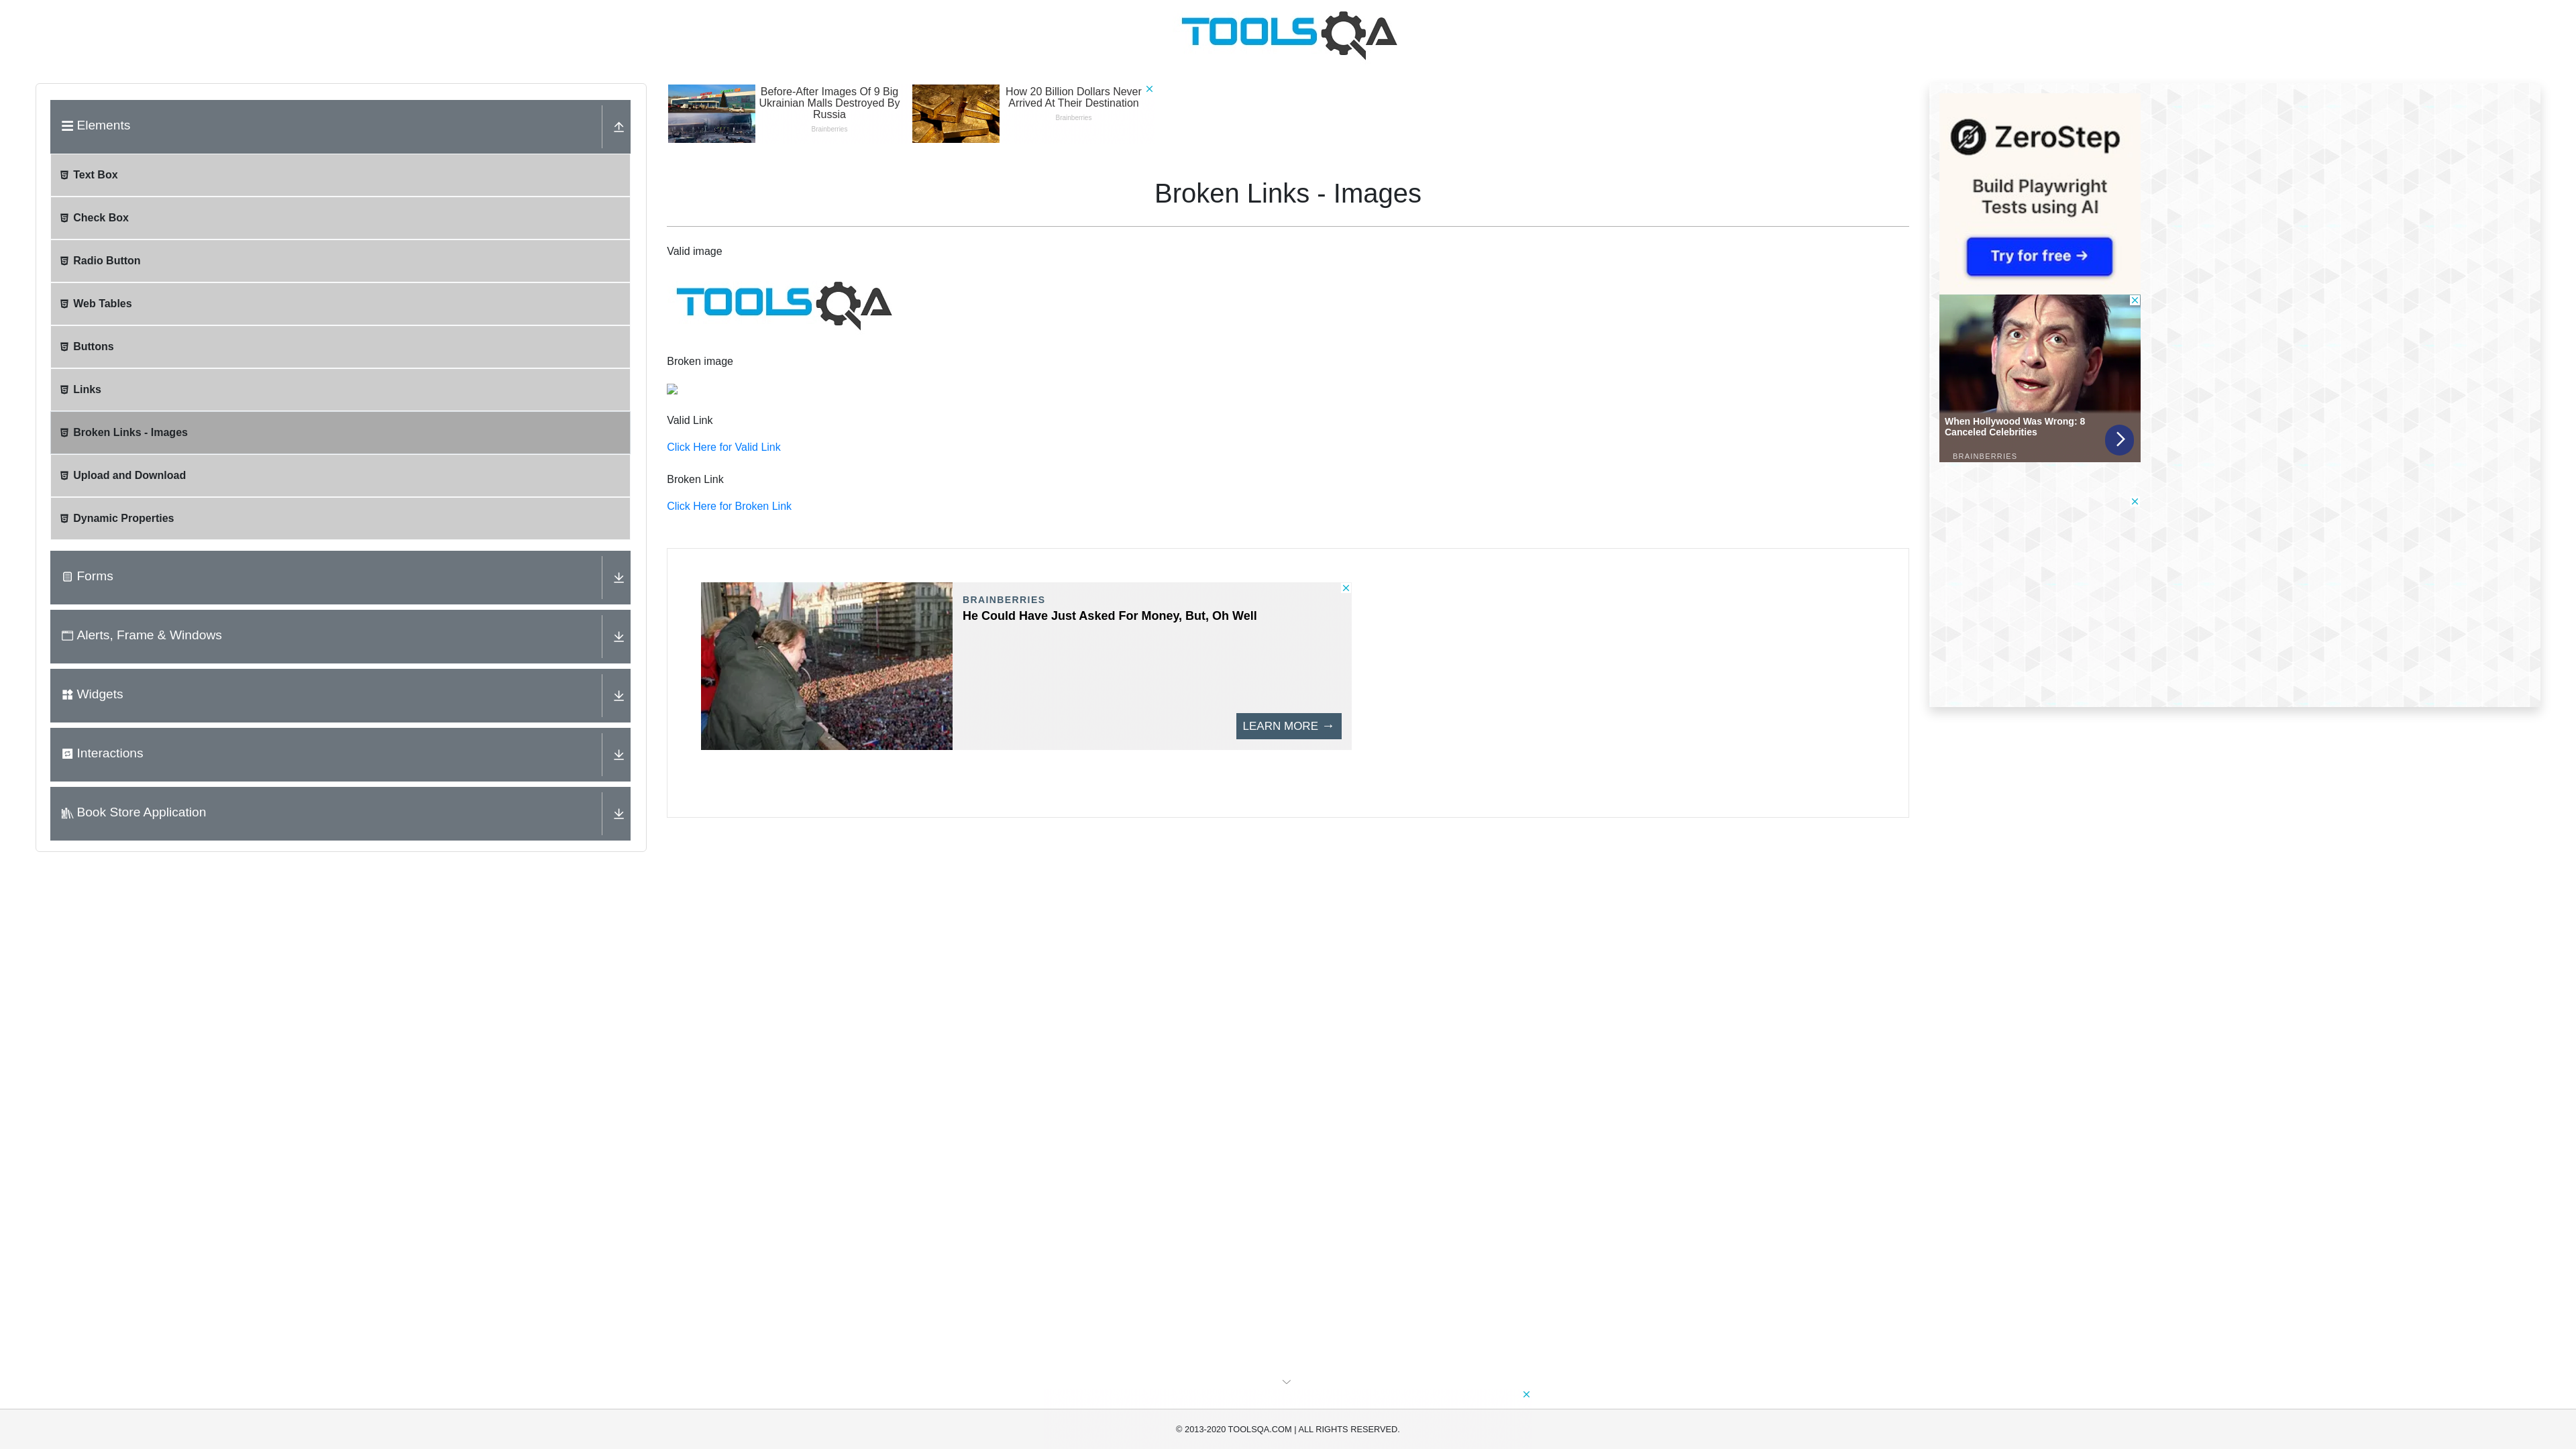 TOOLSQA
Elements
Text Box
Check Box
Radio Button
Web Tables
Buttons
Links
Broken Links - Images
Upload and Download
Dynamic Properties
Forms
Alerts, Frame & Windows
Widgets
Interactions
Book Store Application
Before-After Images Of 9 Big
Ukrainian Malls Destroyed By
Russia
Brainberries
How 20 Billion Dollars Never
Arrived At Their Destination
Brainberries
Broken Links - Images
Valid image
TOOLSQA
Broken image
Valid Link
Click Here for Valid Link
Broken Link
Click Here for Broken Link
BRAINBERRIES
He Could Have Just Asked For Money, But, Oh Well
LEARN MORE →
ZeroStep
Build Playwright
Tests using AI
Try for free →
When Hollywood Was Wrong: 8
Canceled Celebrities
BRAINBERRIES
© 2013-2020 TOOLSQA.COM | ALL RIGHTS RESERVED.